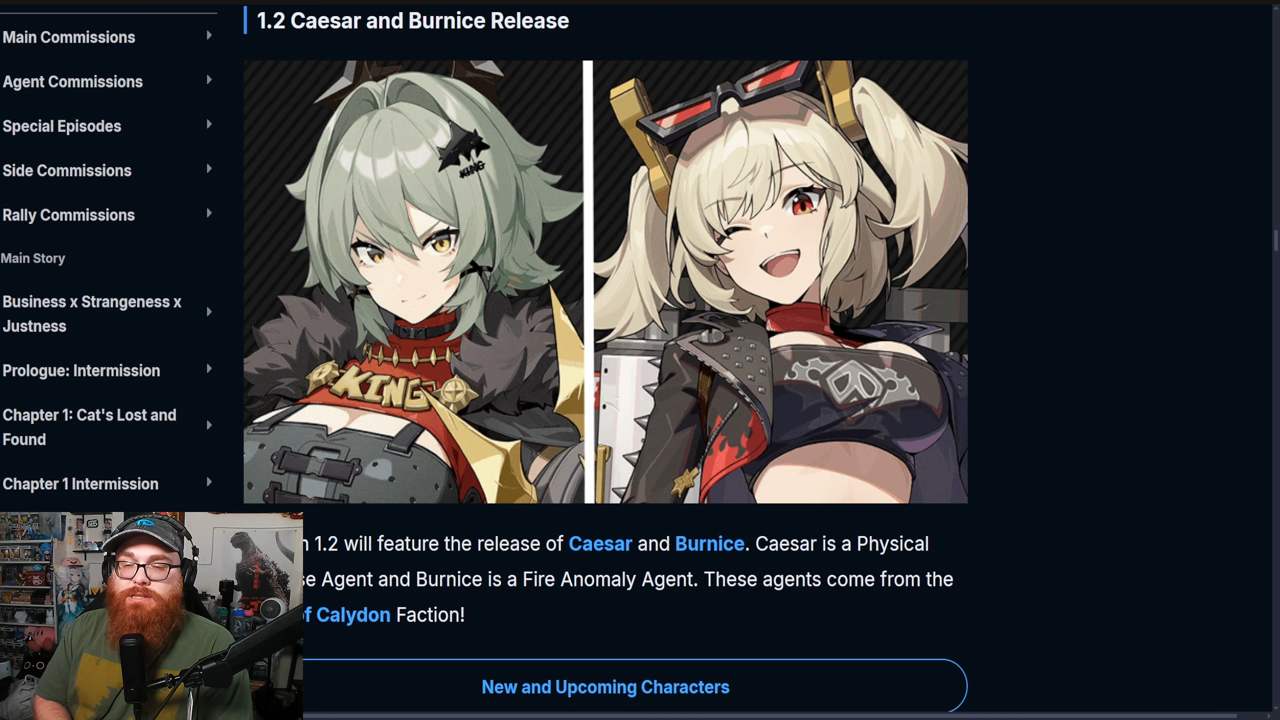 1.2 Caesar and Burnice Release
Main Commissions
Agent Commissions
Special Episodes
Side Commissions
Rally Commissions
Main Story
Business x Strangeness x
Justness
Prologue: Intermission
Chapter 1: Cat's Lost and
Found
Chapter 1 Intermission
KING
KING
1.2 will feature the release of Caesar and Burnice. Caesar is a Physical
Agent and Burnice is a Fire Anomaly Agent. These agents come from the
Calydon Faction!
New and Upcoming Characters